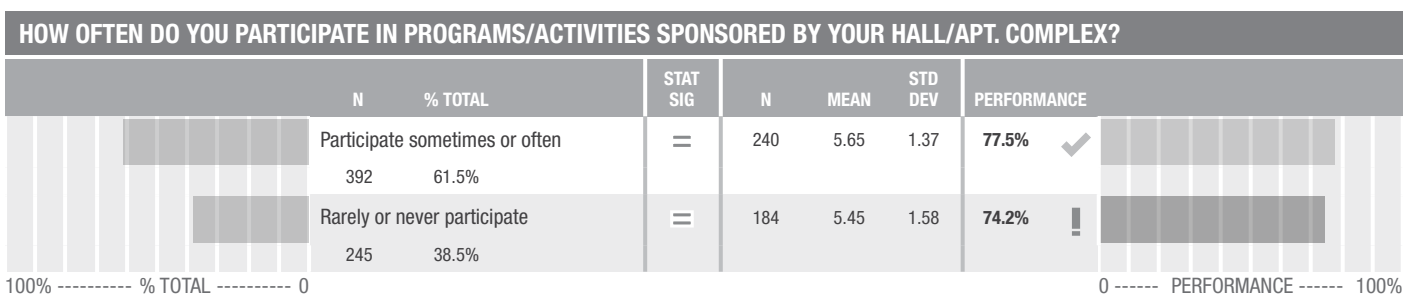 HOW OFTEN DO YOU PARTICIPATE IN PROGRAMS/ACTIVITIES SPONSORED BY YOUR HALL/APT. COMPLEX?
N % TOTAL STAT SIG N MEAN STD DEV PERFORMANCE
Participate sometimes or often = 240 5.65 1.37 77.5%
392 61.5%
Rarely or never participate = 184 5.45 1.58 74.2% !
245 38.5%
100% ---------- % TOTAL ---------- 0 0 ------ PERFORMANCE ------ 100%